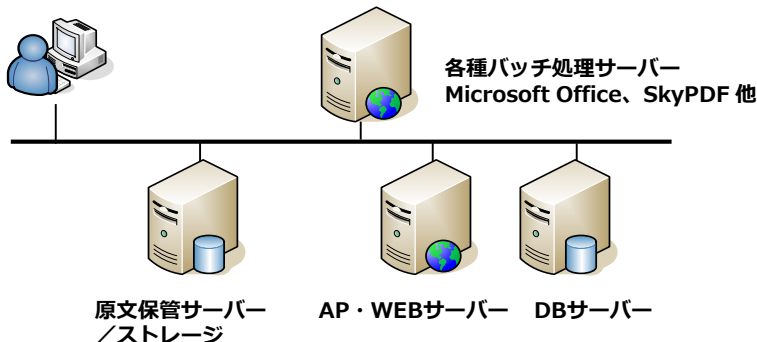 各種バッチ処理サーバー
Microsoft Office、SkyPDF 他
原文保管サーバー
／ストレージ
AP・WEBサーバー
DBサーバー